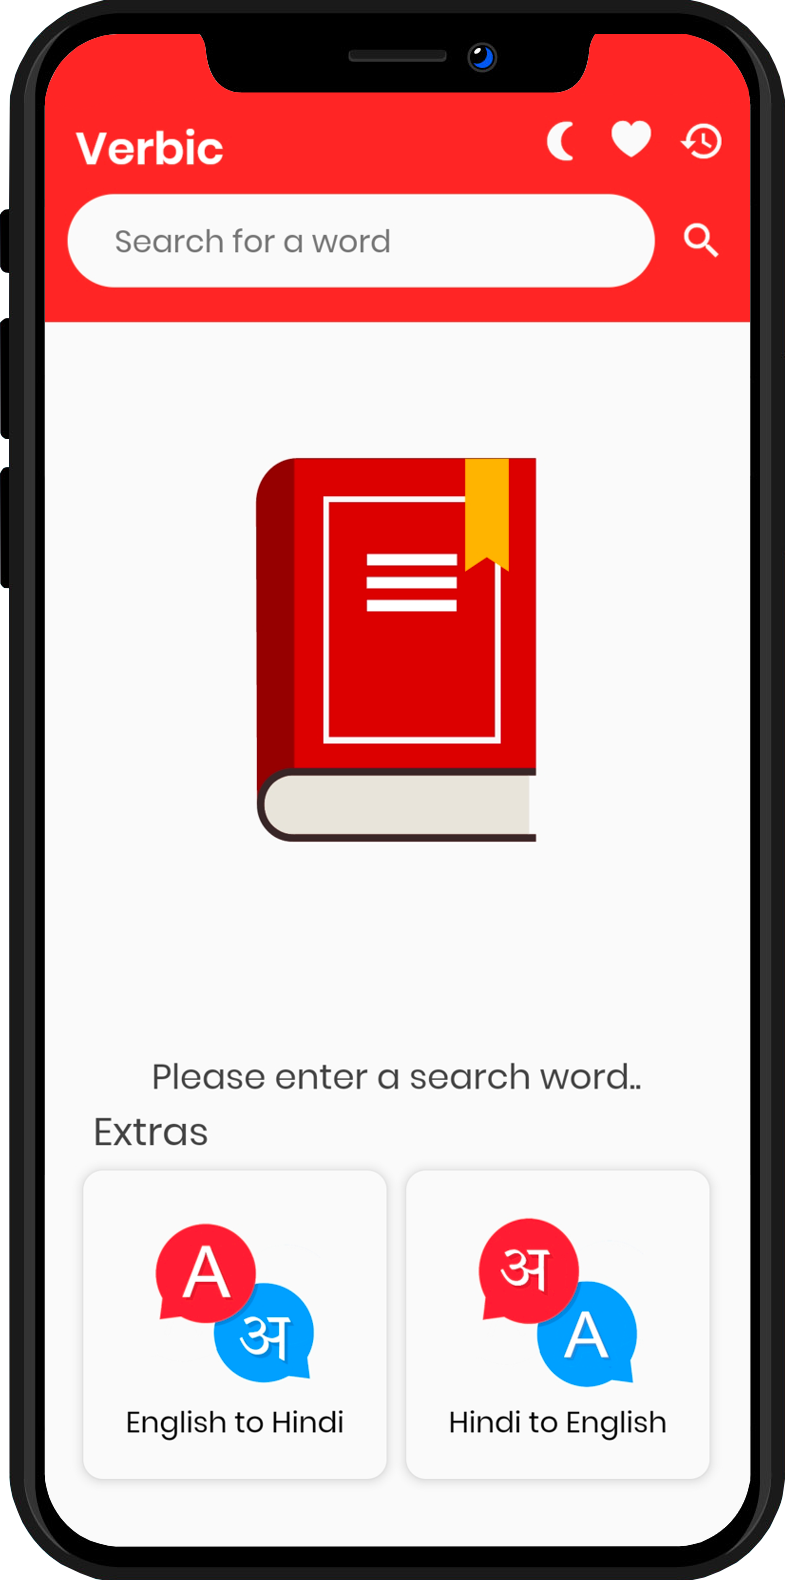 Verbic
Search for a word
Please enter a search word..
Extras
A
अ
English to Hindi
अ
A
Hindi to English